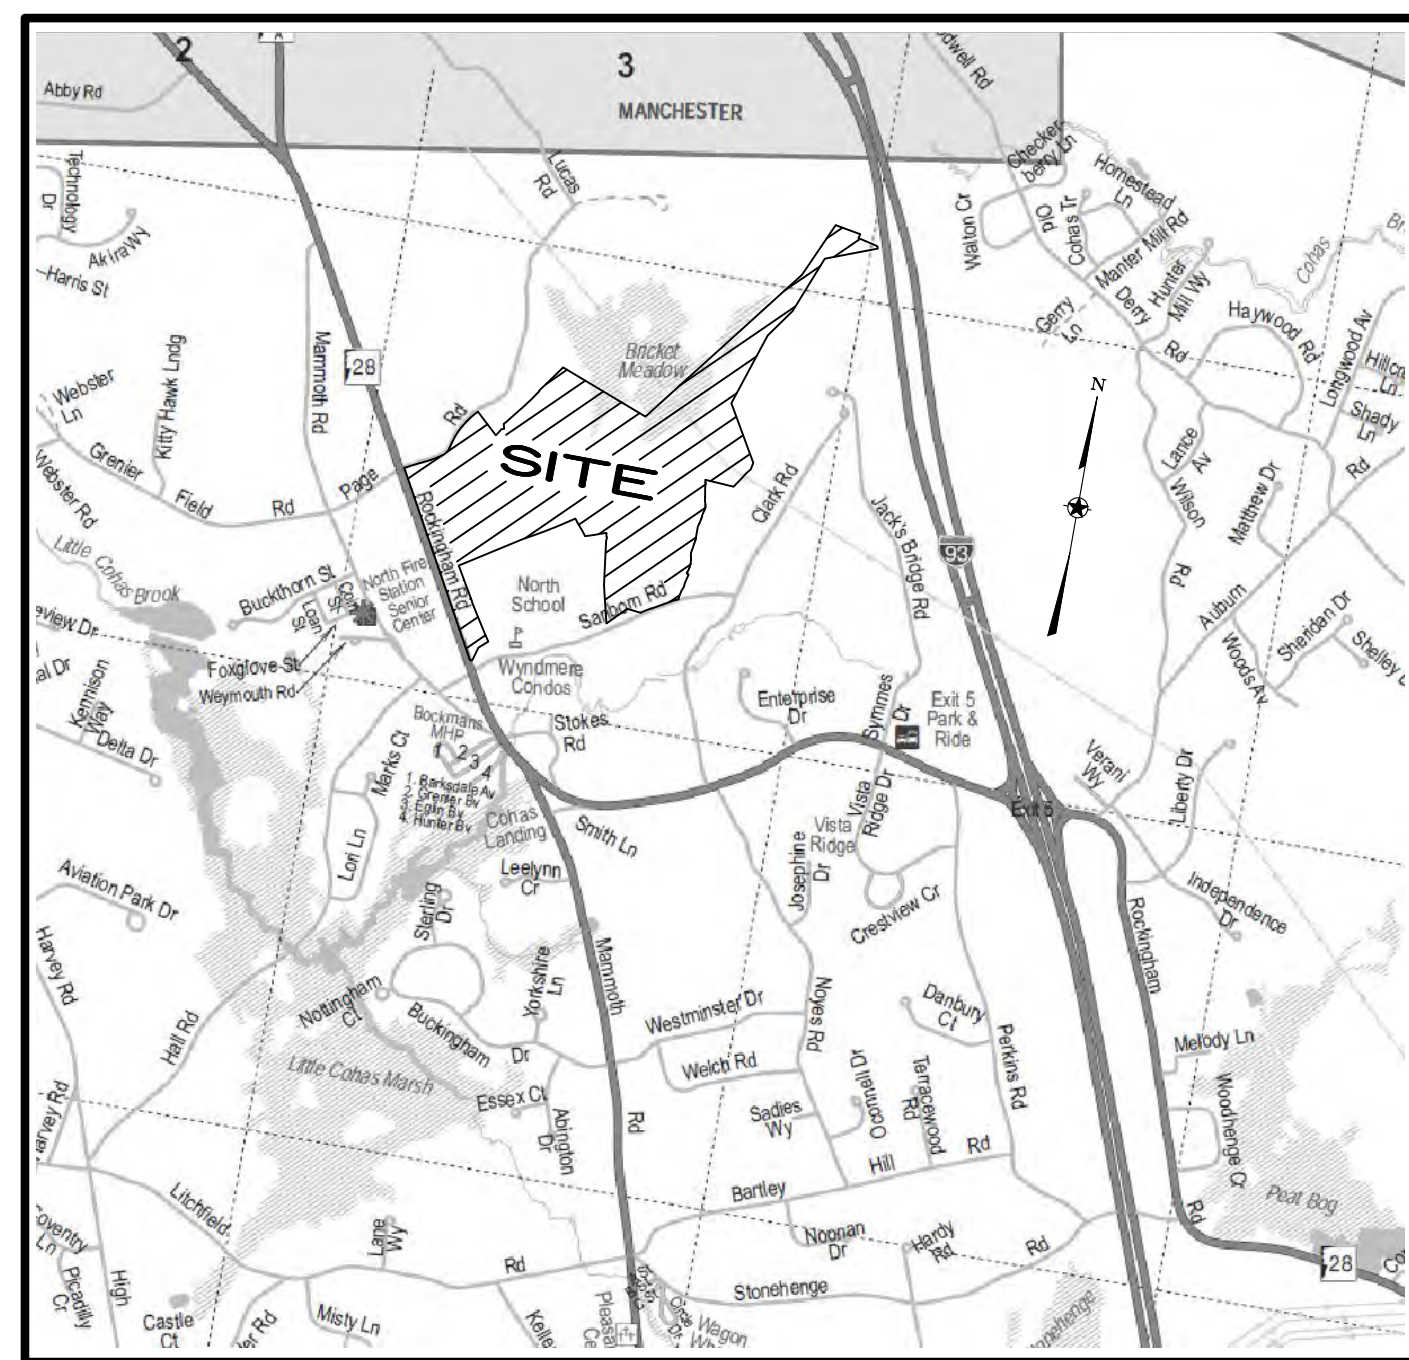 2
A
3
MANCHESTER
Abby Rd
Technology
Dr
Akira Wy
Harris St
Lucas
Rd
Checker-
berry Ln
Homestead
Ln
Walton Cr
Old
Cohas Tr
Manter Mill Rd
Derry
Hunter
Mill Wy
Rd
Cohas
Gerry
Ln
Haywood Rd
Longwood Av
Ln
Shady
Ln
Webster
Ln
Kitty Hawk Lndg
Mammoth Rd
28
Bricket
Meadow
N
Grenier
Field
Rd
Page
Rd
SITE
Webster Rd
Rockingham Rd
Clark Rd
Jack's Bridge Rd
93
Lance
Av
Wilson
Rd
Matthew Dr
Auburn
Rd
Little Cohas Brook
Buckthorn St
Loan
St
North Fire
Station
Senior
Center
North
School
Sanborn Rd
Foxglove St
Weymouth Rd
Wyndmere
Condos
Woods Av
Sheridan Dr
Shelley
Kennison
Way
Delta Dr
Bockmans
MHP
1
2
3
4
1. Barksdale Av
2. Grenier Bv
3. Eglin Bv
4. Hunter Bv
Marks Ct
Stokes
Rd
Enterprise
Dr
Symmes
Dr
Exit 5
Park &
Ride
Verani
Wy
Liberty Dr
Exit 5
Cohas
Landing
Smith Ln
Vista
Ridge Dr
Vista
Ridge
Lori Ln
Leelynn
Cr
Josephine
Dr
Crestview Cr
Independence
Dr
Aviation Park Dr
Sterling
Dr
Harvey Rd
Mammoth
Rd
Yorkshire
Ln
Rockingham
Rd
Nottingham
Ct
Buckingham
Dr
Hall Rd
Westminster Dr
Noyes Rd
Danbury
Ct
Perkins Rd
Melody Ln
Little Cohas Marsh
Welch Rd
Essex Ct
Abington
Dr
Sadies
Wy
Oconnell Dr
Terracewood
Rd
Woodhenge Cr
Bartley
Hill
Rd
Peat Bog
Litchfield
Rd
Lane
Wy
Noonan
Dr
Hardy
Rd
Rd
28
Ln
Picadilly
Cr
High
Stonehenge
Castle
Ct
Misty Ln
Wagon